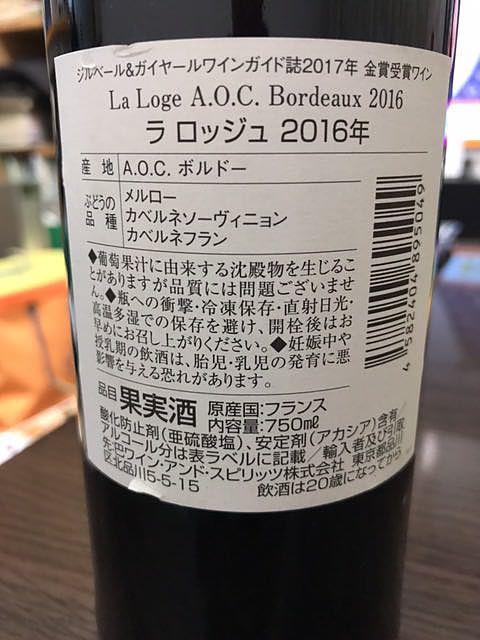 ジルベール&ガイヤールワインガイド誌2017年 金賞受賞ワイン
La Loge A.O.C. Bordeaux 2016
ラ ロッジュ 2016年
産 地 A.O.C. ボルドー
ぶどうの品 種 メルロー
カベルネソーヴィニョン
カベルネフラン
◆葡萄果汁に由来する沈殿物を生じるこ
とがありますが品質には問題ございませ
ん。◆瓶への衝撃・冷凍保存・直射日光・
高温多湿での保存を避け、開栓後はお
早めにお召し上がりください。◆妊娠中や
授乳期の飲酒は、胎児・乳児の発育に悪
影響を与える恐れがあります。
品目 果実酒 原産国:フランス
内容量:750mℓ
酸化防止剤(亜硫酸塩)、安定剤(アカシア)含有/
アルコール分は表ラベルに記載/輸入者及び引取
先:ワイン・アンド・スピリッツ株式会社 東京都品川
区北品川5-5-15 飲酒は20歳になってから
4 582404 895049